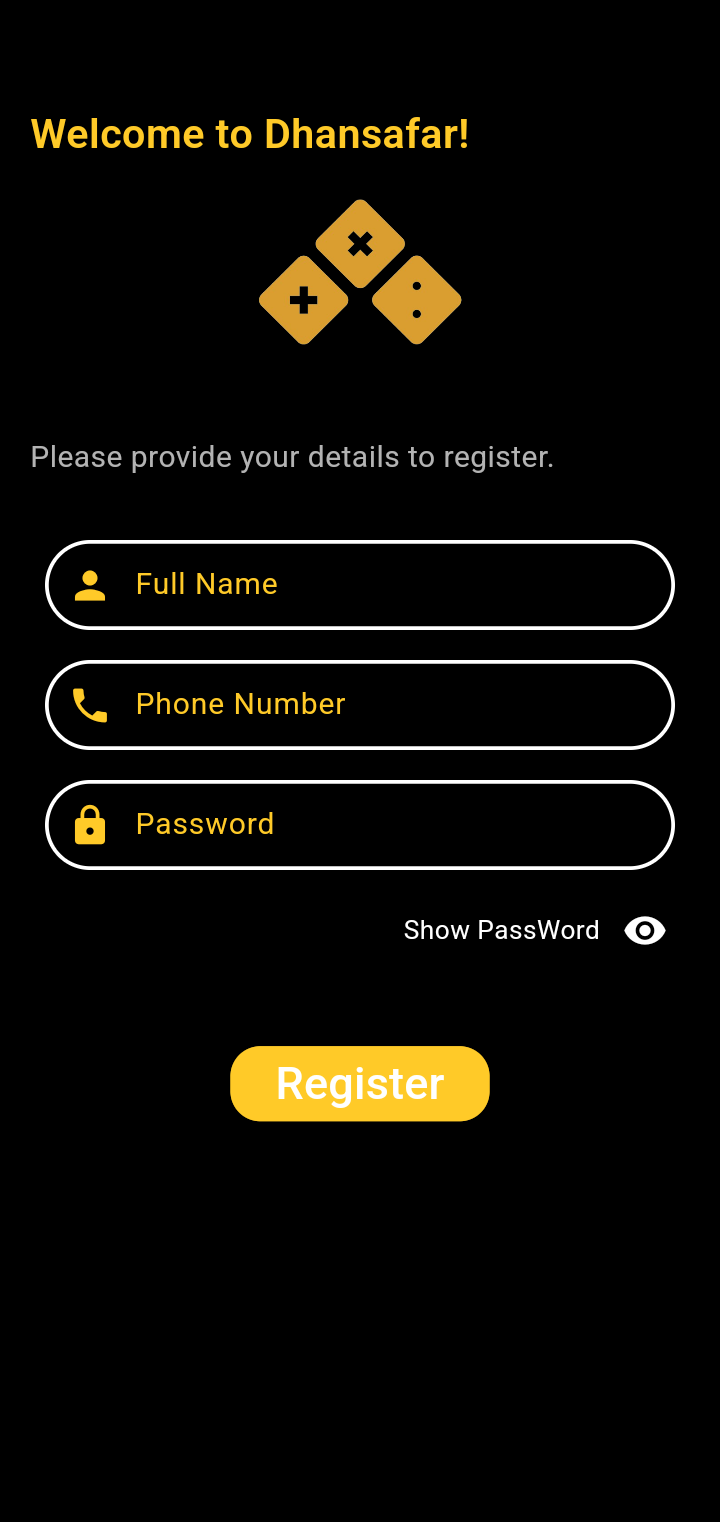 Welcome to Dhansafar!
Please provide your details to register.
Full Name
Phone Number
Password
Show PassWord
Register